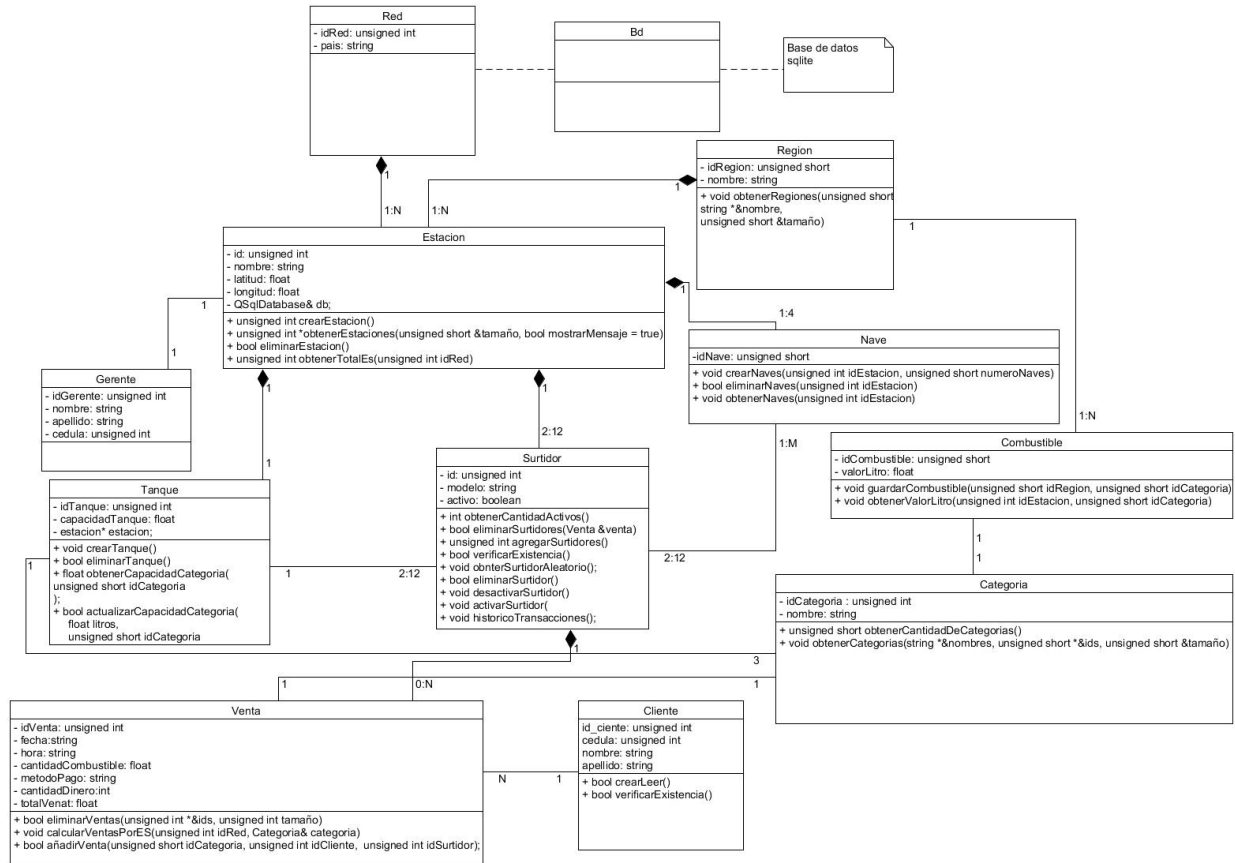 Red
- idRed: unsigned int
- pais: string
Bd
Base de datos
sqlite
1
1:N
Region
- idRegion: unsigned short
- nombre: string
+ void obtenerRegiones(unsigned short
string *&nombre,
unsigned short &tamaño)
1
1:N
1
1:N
Estacion
- id: unsigned int
- nombre: string
- latitud: float
- longitud: float
- QSqlDatabase& db;
+ unsigned int crearEstacion()
+ unsigned int *obtenerEstaciones(unsigned short &tamaño, bool mostrarMensaje = true)
+ bool eliminarEstacion()
+ unsigned int obtenerTotalEs(unsigned int idRed)
1
1
1
1:4
Gerente
- idGerente: unsigned int
- nombre: string
- apellido: string
- cedula: unsigned int
Nave
-idNave: unsigned short
+ void crearNaves(unsigned int idEstacion, unsigned short numeroNaves)
+ bool eliminarNaves(unsigned int idEstacion)
+ void obtenerNaves(unsigned int idEstacion)
1
1
1
2:12
1:M
2:12
Combustible
- idCombustible: unsigned short
- valorLitro: float
+ void guardarCombustible(unsigned short idRegion, unsigned short idCategoria)
+ void obtenerValorLitro(unsigned int idEstacion, unsigned short idCategoria)
1
1
Tanque
- idTanque: unsigned int
- capacidadTanque: float
- estacion* estacion;
+ void crearTanque()
+ bool eliminarTanque()
+ float obtenerCapacidadCategoria(
unsigned short idCategoria
);
+ bool actualizarCapacidadCategoria(
float litros,
unsigned short idCategoria
1
3
1
2:12
Surtidor
- id: unsigned int
- modelo: string
- activo: boolean
+ int obtenerCantidadActivos()
+ bool eliminarSurtidores(Venta &venta)
+ unsigned int agregarSurtidores()
+ bool verificarExistencia()
+ void obnterSurtidorAleatorio();
+ bool eliminarSurtidor()
+ void desactivarSurtidor()
+ void activarSurtidor(
+ void historicoTransacciones();
1
0:N
Categoria
- idCategoria : unsigned int
- nombre: string
+ unsigned short obtenerCantidadDeCategorias()
+ void obtenerCategorias(string *&nombres, unsigned short *&ids, unsigned short &tamaño)
1
1
Venta
- idVenta: unsigned int
- fecha:string
- hora: string
- cantidadCombustible: float
- metodoPago: string
- cantidadDinero:int
- totalVenat: float
+ bool eliminarVentas(unsigned int *&ids, unsigned int tamaño)
+ void calcularVentasPorES(unsigned int idRed, Categoria& categoria)
+ bool añadirVenta(unsigned short idCategoria, unsigned int idCliente, unsigned int idSurtidor);
N
1
Cliente
id_ciente: unsigned int
cedula: unsigned int
nombre: string
apellido: string
+ bool crearLeer()
+ bool verificarExistencia()